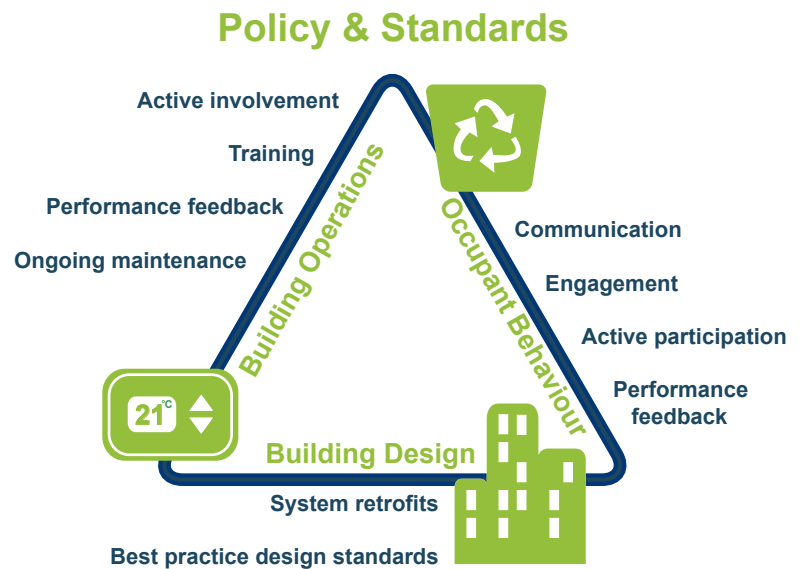 Policy & Standards
Active involvement
Training
Performance feedback
Ongoing maintenance
Building Operations
Occupant Behaviour
Communication
Engagement
Active participation
Performance
feedback
21°C
Building Design
System retrofits
Best practice design standards